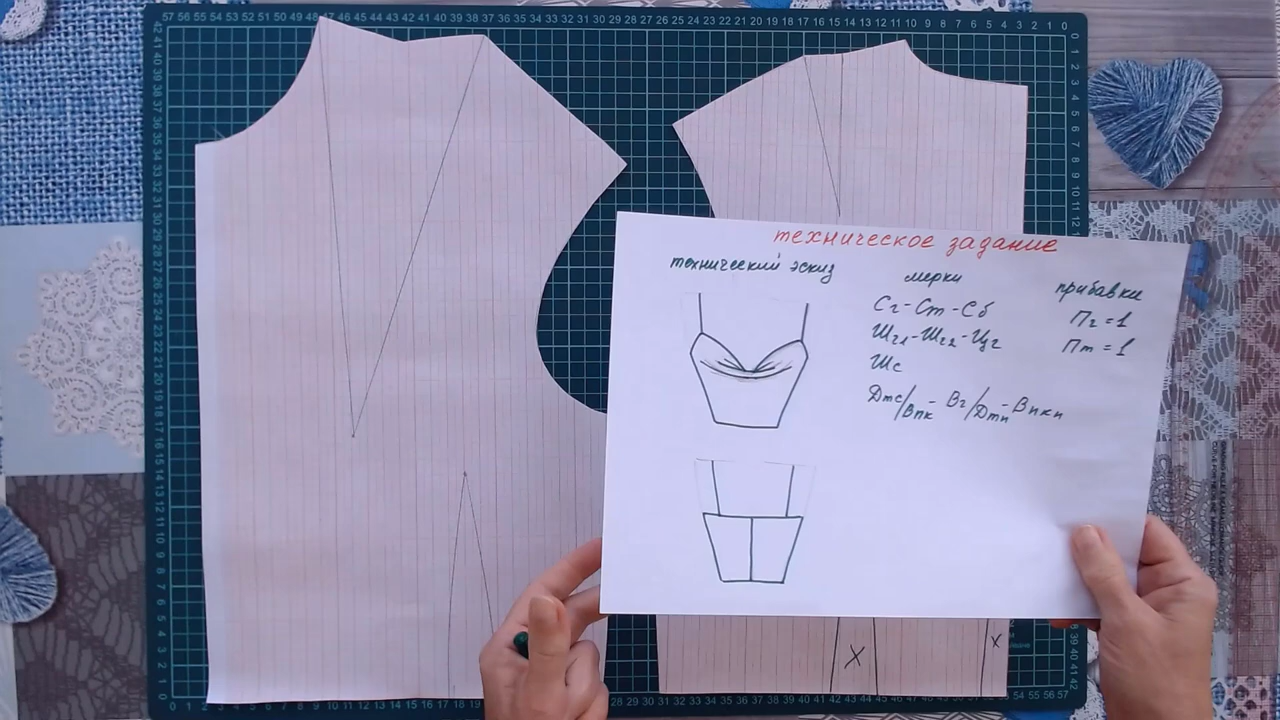 техническое задание
технический эскиз
мерки
прибавки
Сг-Ст-Сб
Шг1-Шг2-Цг
Шс
Дтс/Впк-Вг/Дтп-Впкп
Пг=1
Пт=1
X
X